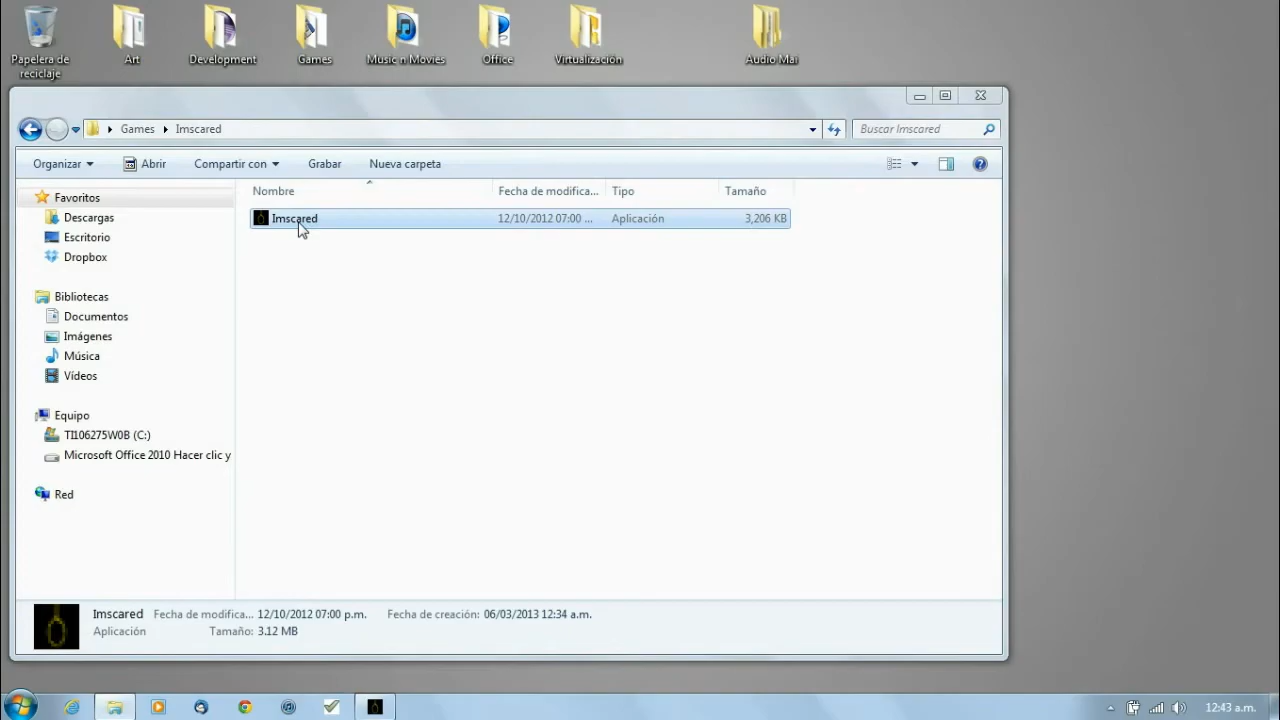 Papelera de
reciclaje
Art
Development
Games
Music n Movies
Office
Virtualización
Audio Mai
Games
Imscared
Buscar Imscared
Organizar
Abrir
Compartir con
Grabar
Nueva carpeta
Nombre
Fecha de modifica...
Tipo
Tamaño
Imscared
12/10/2012 07:00 ...
Aplicación
3,206 KB
Favoritos
Descargas
Escritorio
Dropbox
Bibliotecas
Documentos
Imágenes
Música
Vídeos
Equipo
TI106275W0B (C:)
Microsoft Office 2010 Hacer clic y
Red
Imscared Fecha de modifica... 12/10/2012 07:00 p.m. Fecha de creación: 06/03/2013 12:34 a.m.
Aplicación Tamaño: 3.12 MB
12:43 a.m.